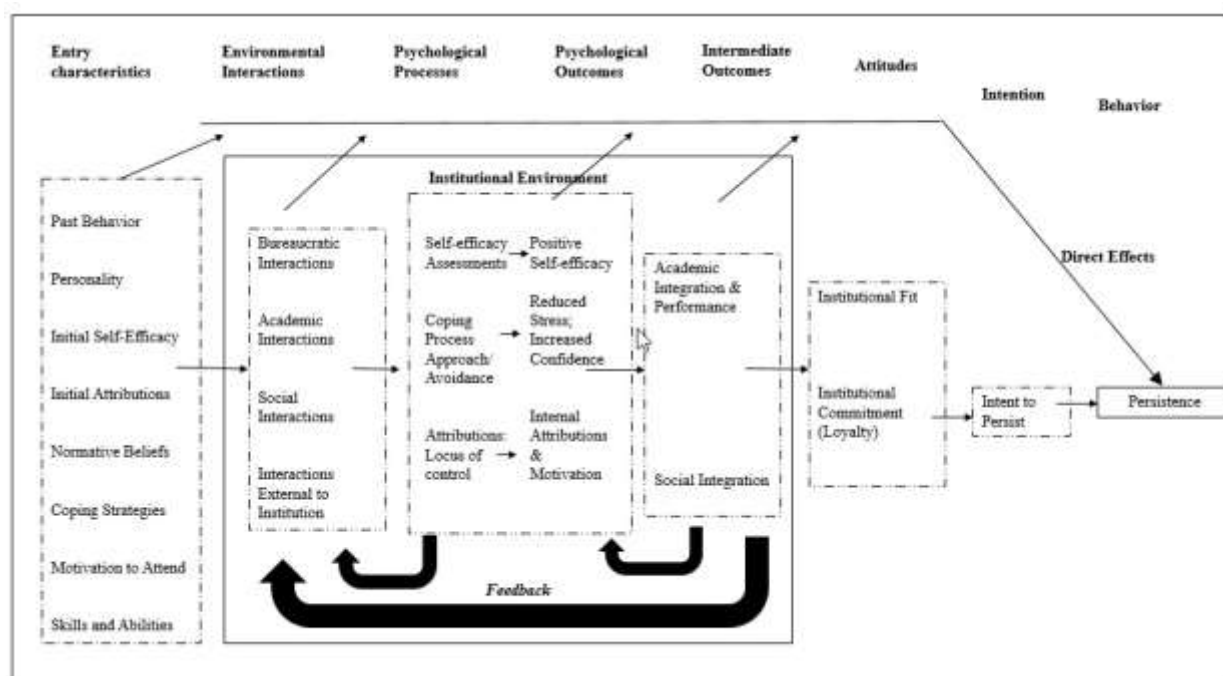 Entry
characteristics
Environmental
Interactions
Psychological
Processes
Psychological
Outcomes
Intermediate
Outcomes
Attitudes
Intention
Behavior
Institutional Environment
Past Behavior
Personality
Initial Self-Efficacy
Initial Attributions
Normative Beliefs
Coping Strategies
Motivation to Attend
Skills and Abilities
Bureaucratic
Interactions
Academic
Interactions
Social
Interactions
Interactions
External to
Institution
Self-efficacy
Assessments
Coping
Process
Approach/
Avoidance
Attributions:
Locus of
control
Positive
Self-efficacy
Reduced
Stress;
Increased
Confidence
Internal
Attributions
&
Motivation
Academic
Integration &
Performance
Social Integration
Institutional Fit
Institutional
Commitment
(Loyalty)
Direct Effects
Intent to
Persist
Persistence
Feedback